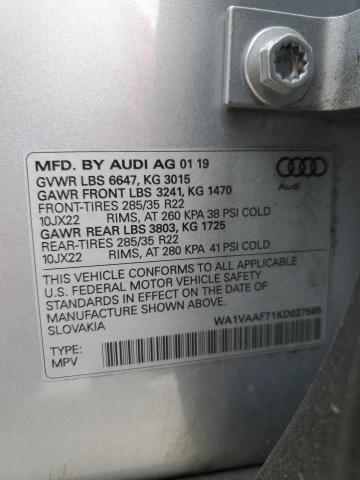 MFD. BY AUDI AG 01 19
GVWR LBS 6647, KG 3015
GAWR FRONT LBS 3241, KG 1470
FRONT-TIRES 285/35 R22
10JX22 RIMS, AT 260 KPA 38 PSI COLD
GAWR REAR LBS 3803, KG 1725
REAR-TIRES 285/35 R22
10JX22 RIMS, AT 280 KPA 41 PSI COLD
Audi
THIS VEHICLE CONFORMS TO ALL APPLICABLE
U.S. FEDERAL MOTOR VEHICLE SAFETY
STANDARDS IN EFFECT ON THE DATE OF
MANUFACTURE SHOWN ABOVE.
SLOVAKIA
WA1VAAF71KD027505
TYPE:
MPV